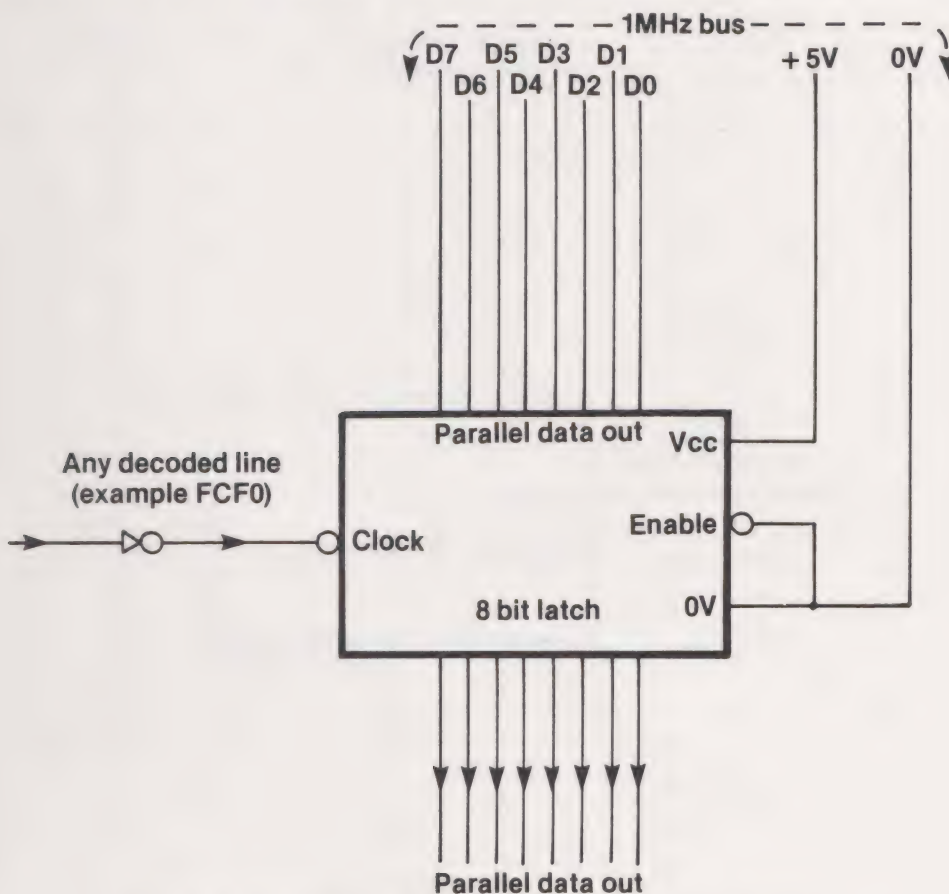 1MHz bus
D7 D5 D3 D1 + 5V 0V
D6 D4 D2 D0
Parallel data out
Vcc
Any decoded line
(example FCF0)
Enable
Clock
8 bit latch
0V
Parallel data out